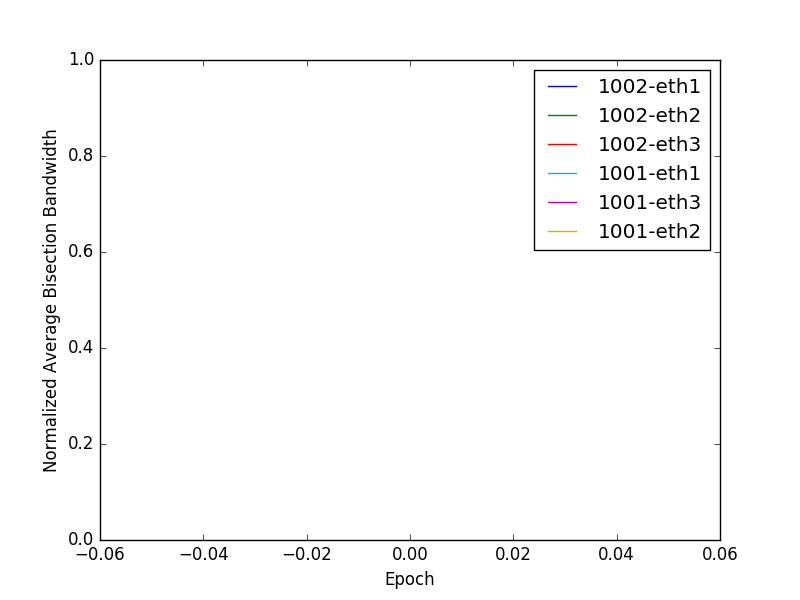 1.0
0.8
0.6
0.4
0.2
0.0
Normalized Average Bisection Bandwidth
1002-eth1
1002-eth2
1002-eth3
1001-eth1
1001-eth3
1001-eth2
−0.06 −0.04 −0.02 0.00 0.02 0.04 0.06
Epoch